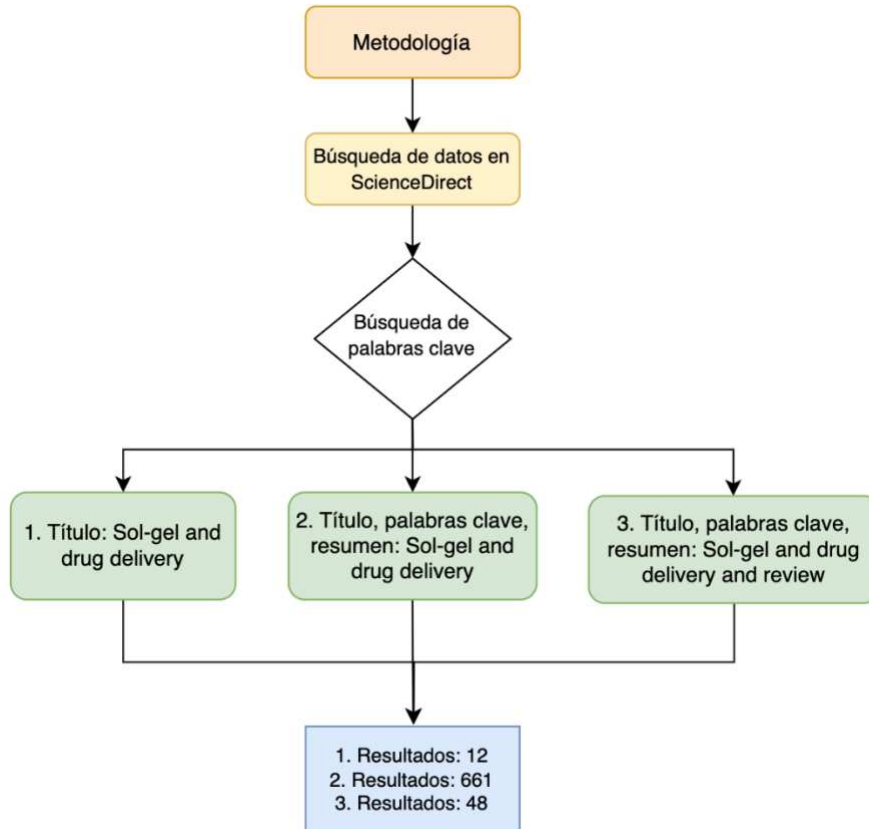 Metodología
Búsqueda de datos en
ScienceDirect
Búsqueda de
palabras clave
1. Título: Sol-gel and
drug delivery
2. Título, palabras clave,
resumen: Sol-gel and
drug delivery
3. Título, palabras clave,
resumen: Sol-gel and drug
delivery and review
1. Resultados: 12
2. Resultados: 661
3. Resultados: 48